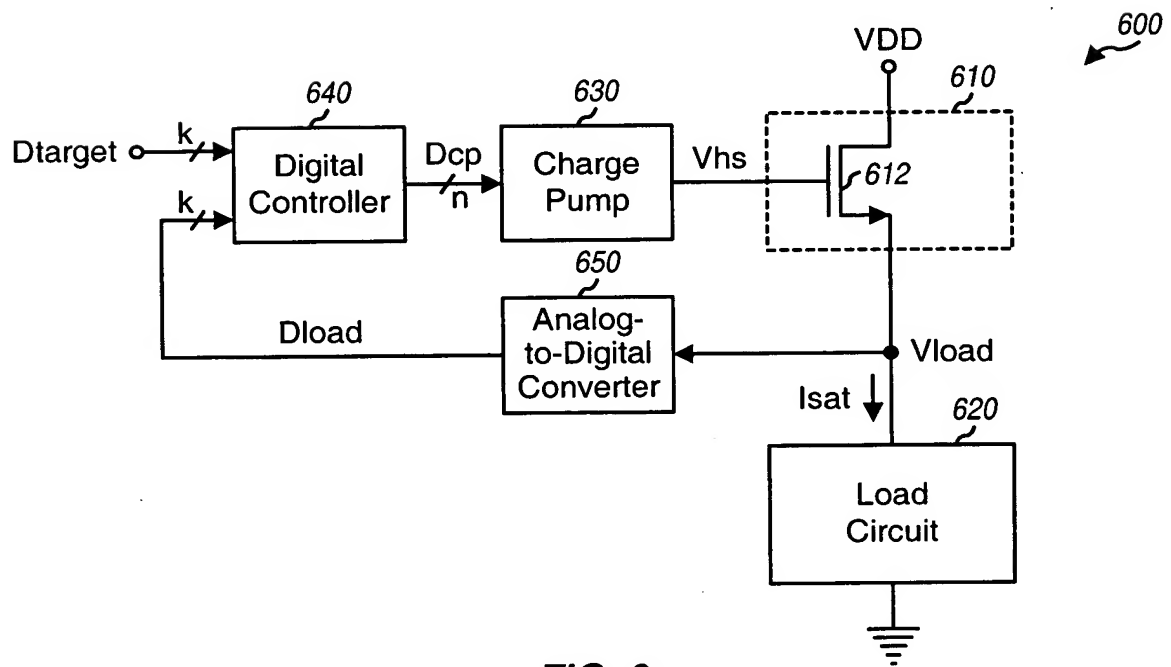 600
VDD
610
640
630
Dtarget
k
k
Digital
Controller
Dcp
n
Charge
Pump
Vhs
612
650
Dload
Analog-
to-Digital
Converter
Vload
Isat
620
Load
Circuit